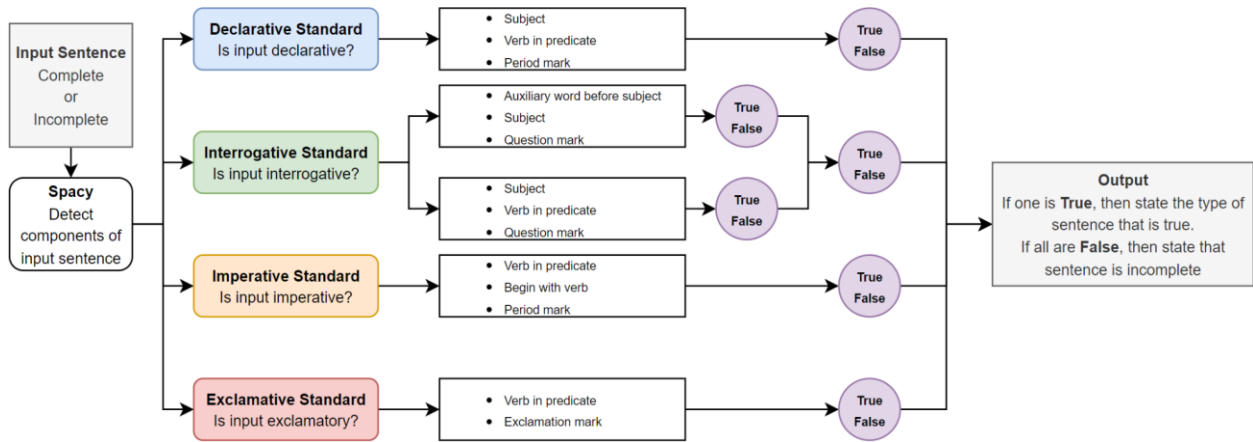 Input Sentence
Complete
or
Incomplete
Spacy
Detect
components of
input sentence
Declarative Standard
Is input declarative?
• Subject
• Verb in predicate
• Period mark
True
False
Interrogative Standard
Is input interrogative?
• Auxiliary word before subject
• Subject
• Question mark
True
False
• Subject
• Verb in predicate
• Question mark
True
False
True
False
Imperative Standard
Is input imperative?
• Verb in predicate
• Begin with verb
• Period mark
True
False
Exclamative Standard
Is input exclamatory?
• Verb in predicate
• Exclamation mark
True
False
Output
If one is True, then state the type of
sentence that is true.
If all are False, then state that
sentence is incomplete